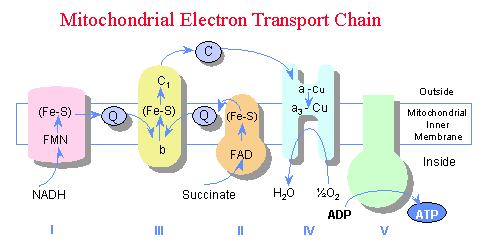 Mitochondrial Electron Transport Chain
C
C1
a - Cu
a3 - Cu
Outside
(Fe-S)
Q
(Fe-S)
Q
(Fe-S)
Mitochondrial
Inner
Membrane
FMN
b
FAD
Inside
NADH
Succinate
H2O
½O2
ADP
ATP
I
III
II
IV
V